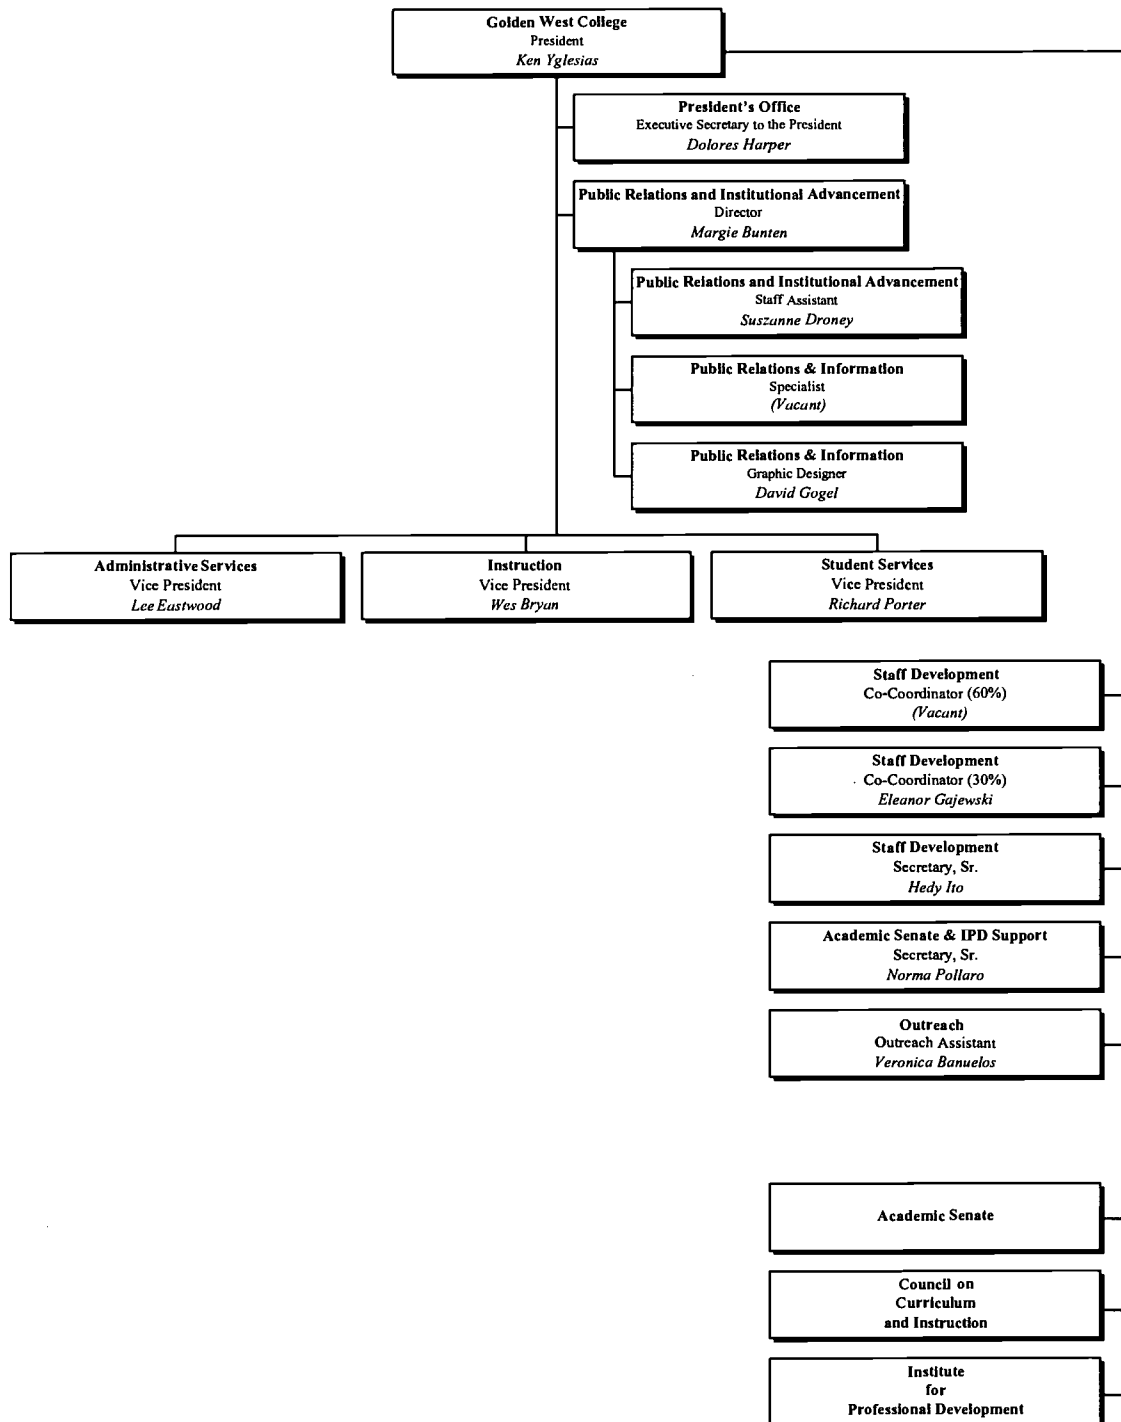 Golden West College
President
Ken Yglesias
President's Office
Executive Secretary to the President
Dolores Harper
Public Relations and Institutional Advancement
Director
Margie Bunten
Public Relations and Institutional Advancement
Staff Assistant
Suszanne Droney
Public Relations & Information
Specialist
(Vacant)
Public Relations & Information
Graphic Designer
David Gogel
Administrative Services
Vice President
Lee Eastwood
Instruction
Vice President
Wes Bryan
Student Services
Vice President
Richard Porter
Staff Development
Co-Coordinator (60%)
(Vacant)
Staff Development
Co-Coordinator (30%)
Eleanor Gajewski
Staff Development
Secretary, Sr.
Hedy Ito
Academic Senate & IPD Support
Secretary, Sr.
Norma Pollaro
Outreach
Outreach Assistant
Veronica Banuelos
Academic Senate
Council on
Curriculum
and Instruction
Institute
for
Professional Development